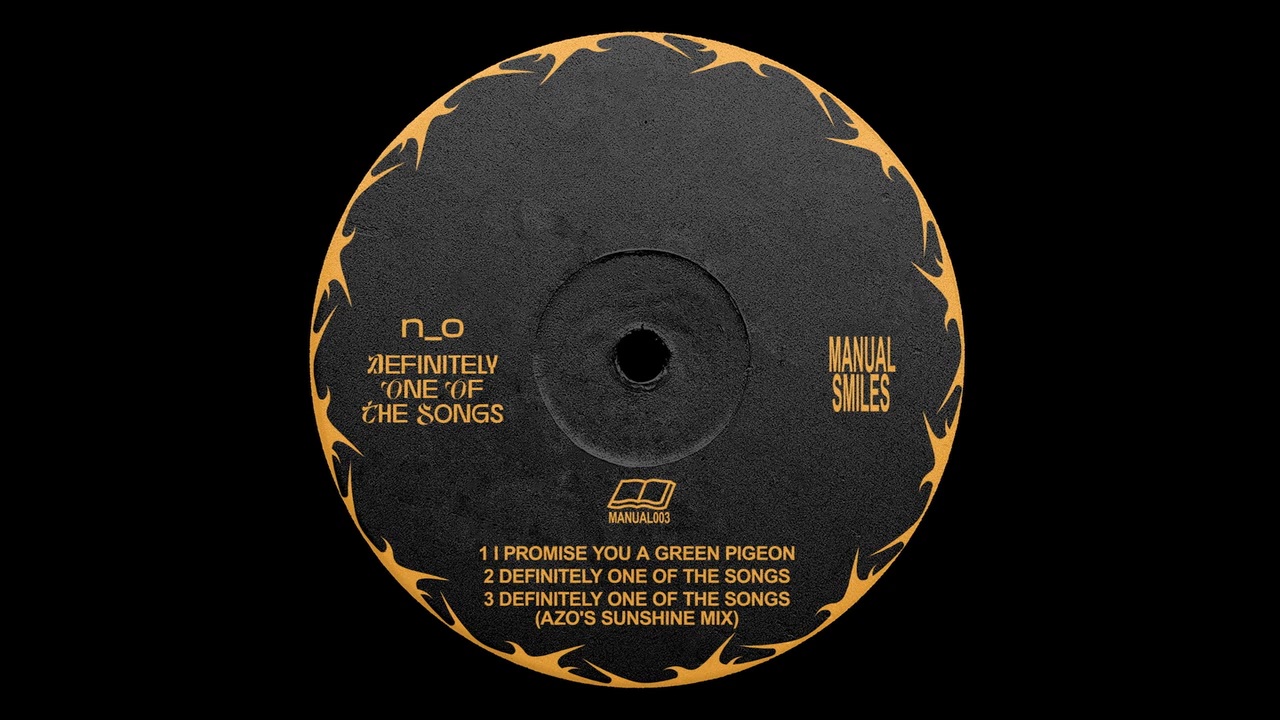 n_o
DEFINITELY
ONE OF
THE SONGS
MANUAL
SMILES
MANUAL003
1 I PROMISE YOU A GREEN PIGEON
2 DEFINITELY ONE OF THE SONGS
3 DEFINITELY ONE OF THE SONGS
(AZO'S SUNSHINE MIX)